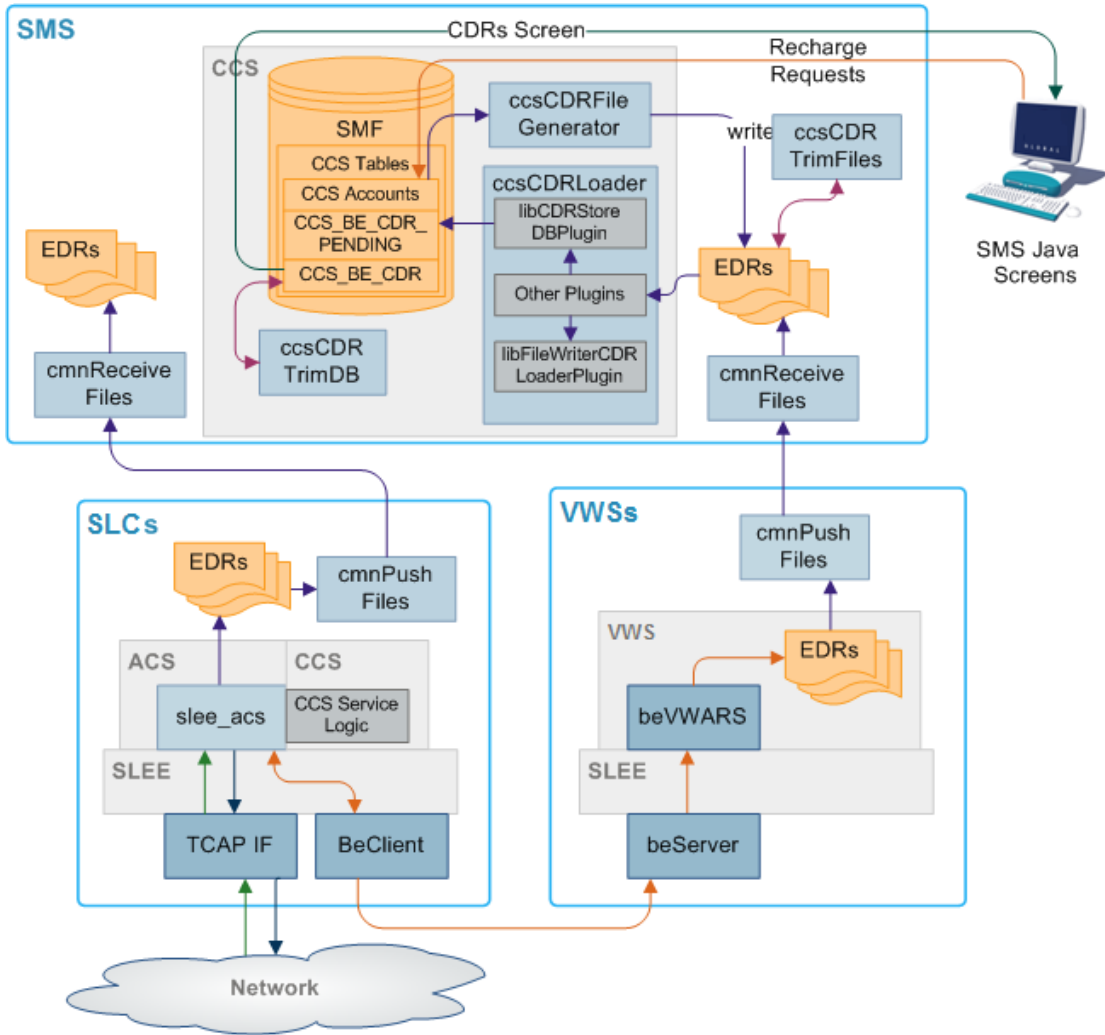 SMS
CDRs Screen
Recharge
Requests
CCS
SMF
CCS Tables
CCS Accounts
CCS_BE_CDR_
PENDING
CCS_BE_CDR
ccsCDRFile
Generator
write
ccsCDR
TrimFiles
GLOBAL
SMS Java
Screens
ccsCDRLoader
libCDRStore
DBPlugin
Other Plugins
libFileWriterCDR
LoaderPlugin
EDRs
EDRs
ccsCDR
TrimDB
cmnReceive
Files
cmnReceive
Files
SLCs
EDRs
cmnPush
Files
ACS
CCS
slee_acs
CCS Service
Logic
SLEE
TCAP IF
BeClient
Network
VWSs
cmnPush
Files
VWS
EDRs
beVWARS
SLEE
beServer